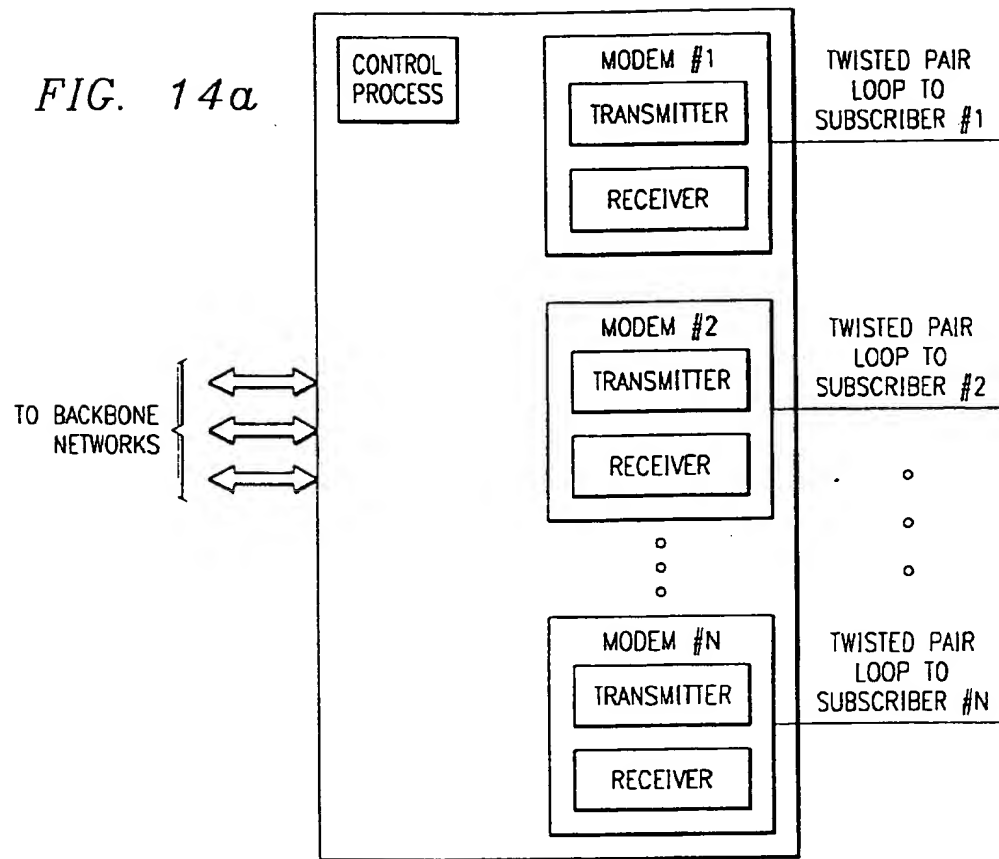 FIG. 14a
CONTROL
PROCESS
MODEM #1
TRANSMITTER
RECEIVER
TWISTED PAIR
LOOP TO
SUBSCRIBER #1
MODEM #2
TRANSMITTER
RECEIVER
TWISTED PAIR
LOOP TO
SUBSCRIBER #2
TO BACKBONE
NETWORKS
MODEM #N
TRANSMITTER
RECEIVER
TWISTED PAIR
LOOP TO
SUBSCRIBER #N